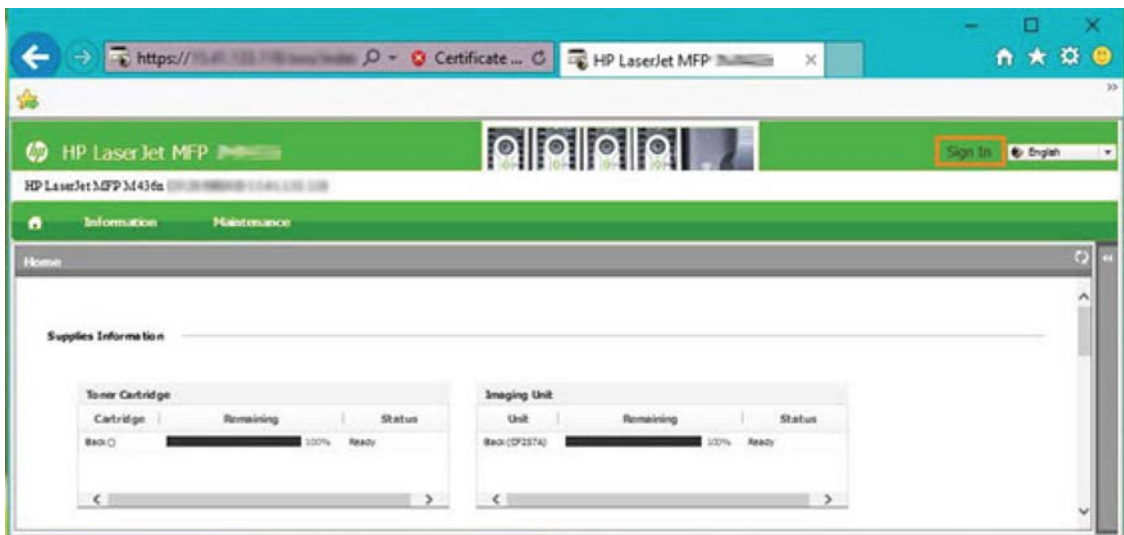 https://
Certificate ...
HP LaserJet MFP
hp HP LaserJet MFP
Sign In
English
HP LaserJet MFP M436n
Information Maintenance
Home
Supplies Information
Toner Cartridge Imaging Unit
Cartridge Remaining Status Unit Remaining Status
Black() 100% Ready Black(CF257A) 100% Ready